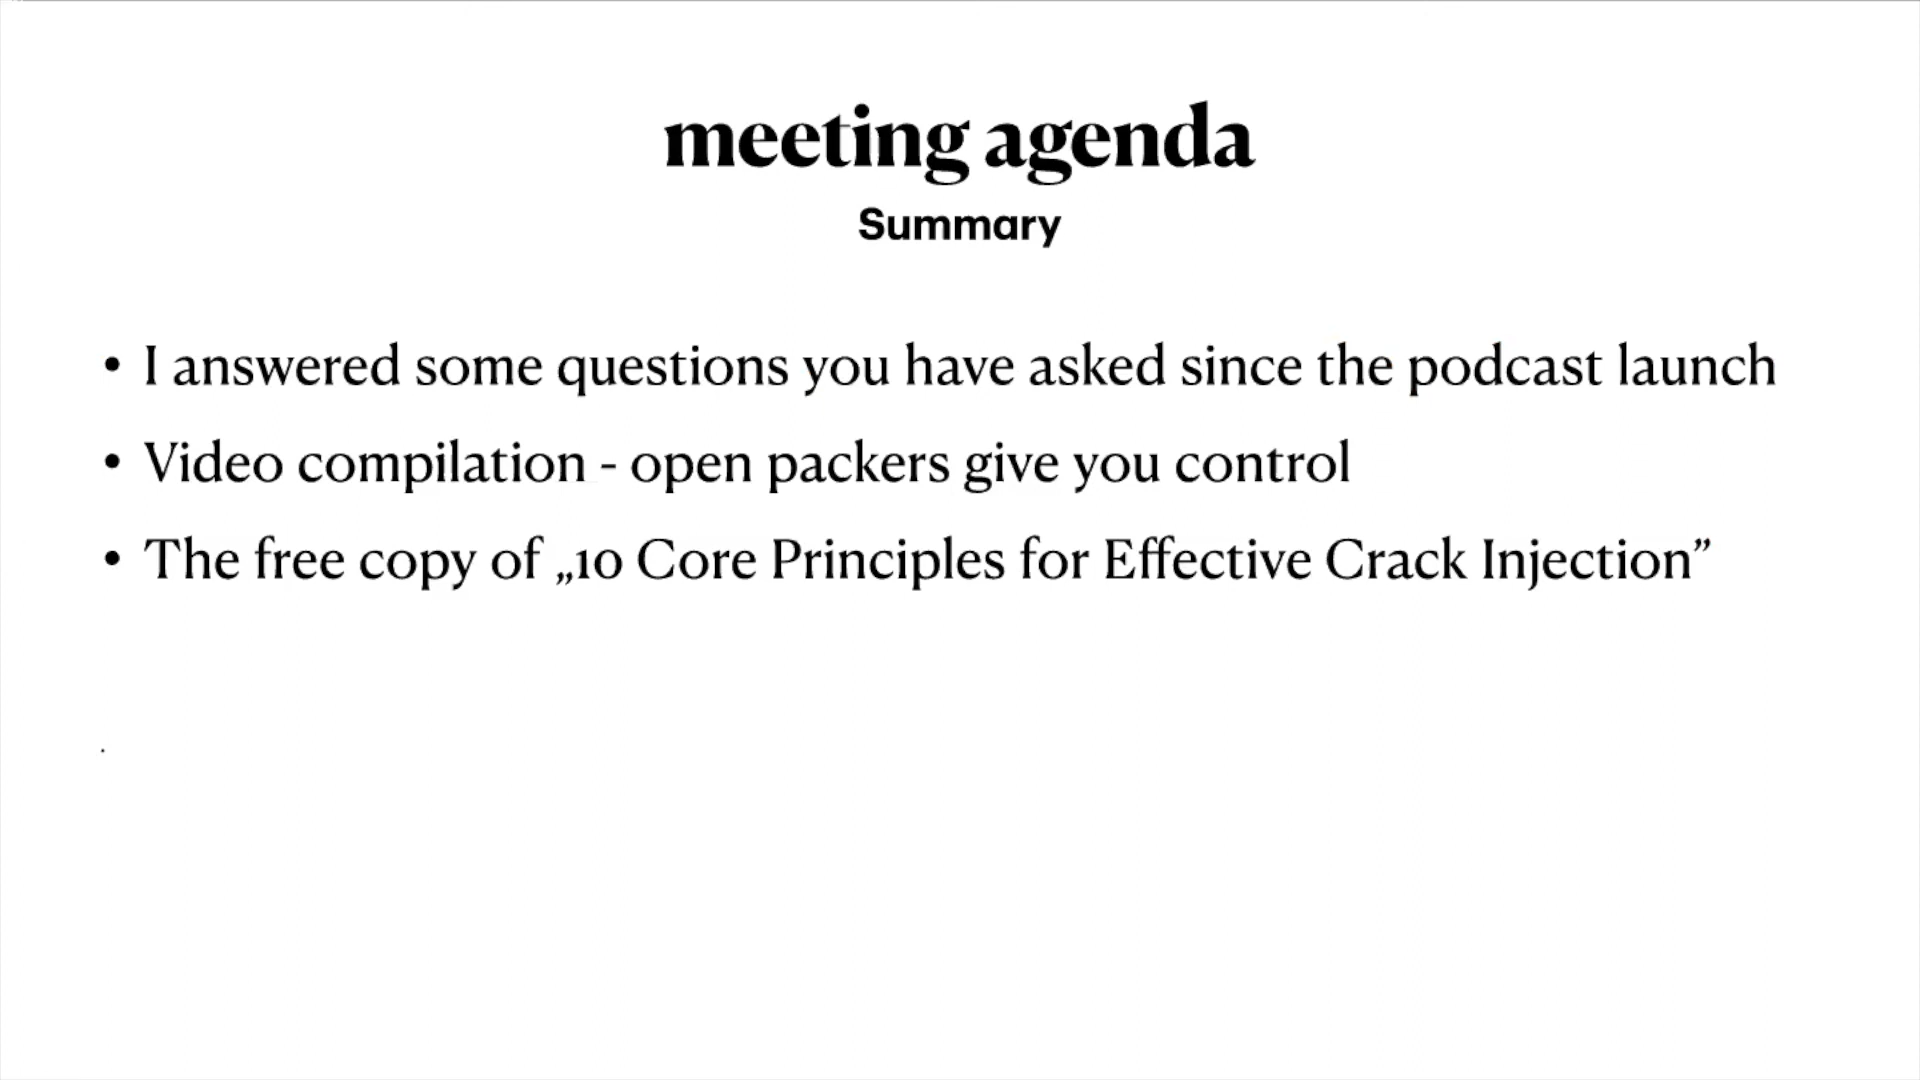 meeting agenda
Summary
• I answered some questions you have asked since the podcast launch
• Video compilation - open packers give you control
• The free copy of „10 Core Principles for Effective Crack Injection”
.